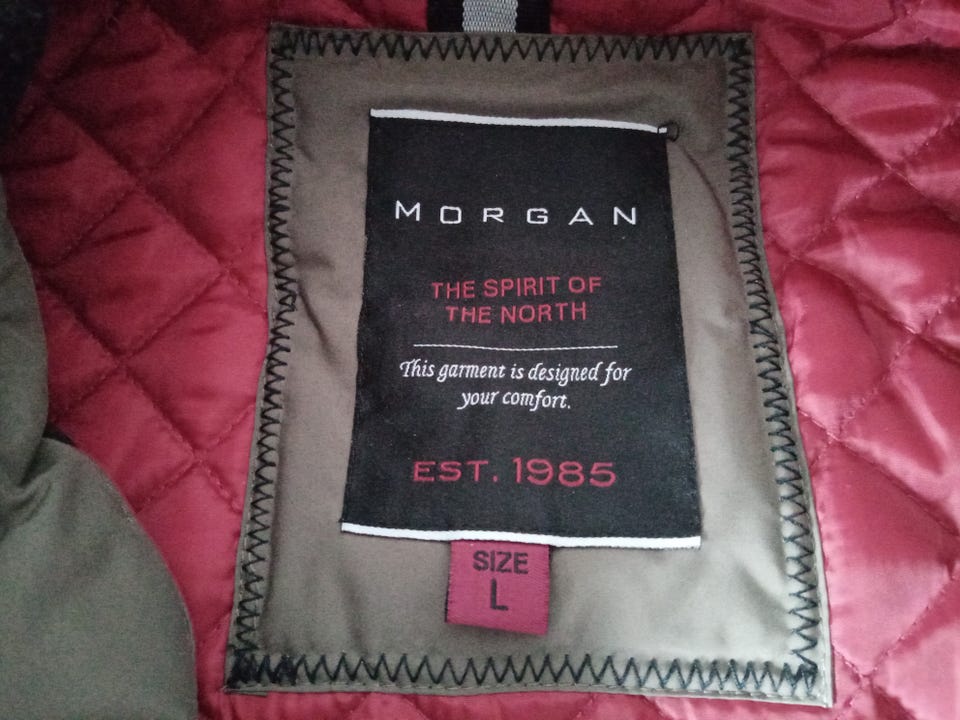 MORGAN
THE SPIRIT OF
THE NORTH
This garment is designed for
your comfort.
EST. 1985
SIZE
L